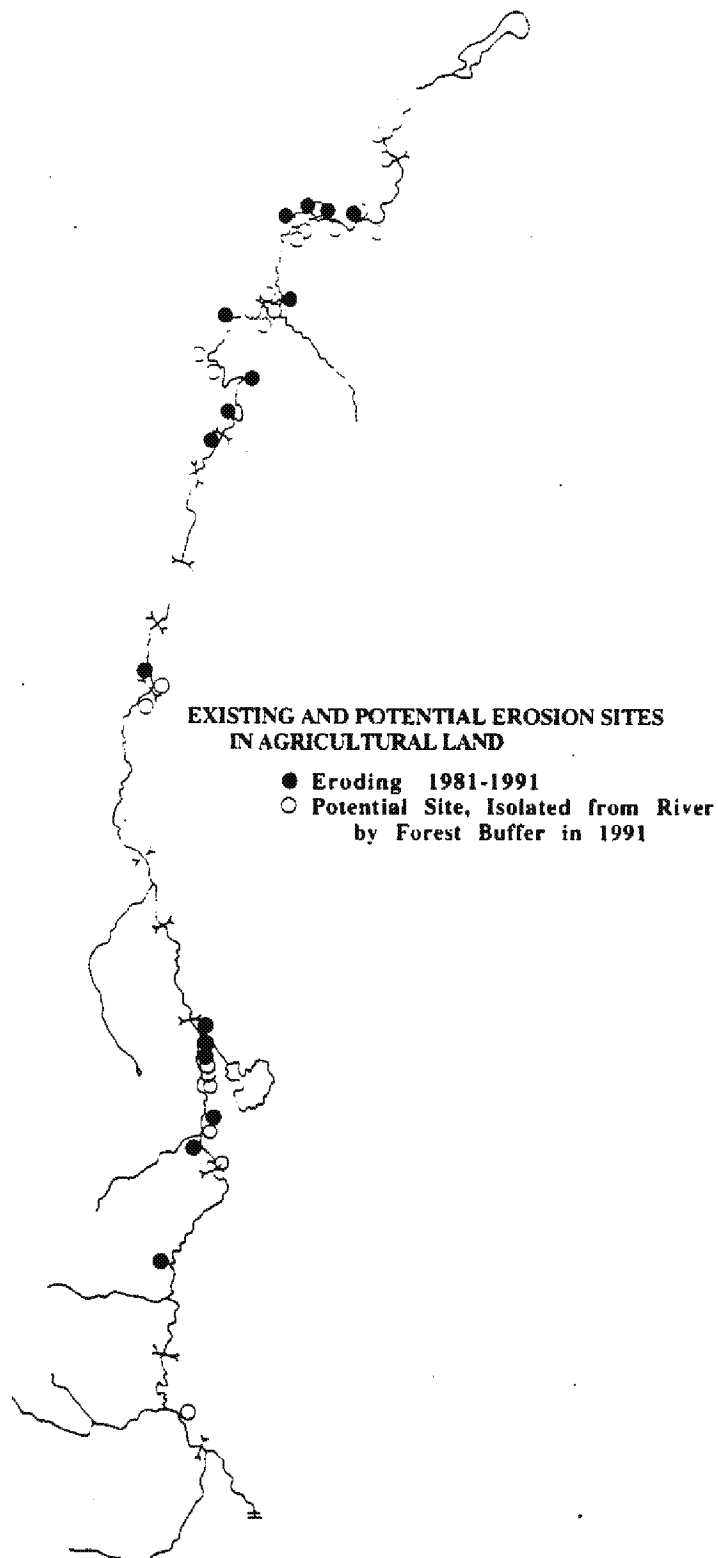 EXISTING AND POTENTIAL EROSION SITES
IN AGRICULTURAL LAND
Eroding 1981-1991
Potential Site, Isolated from River
by Forest Buffer in 1991